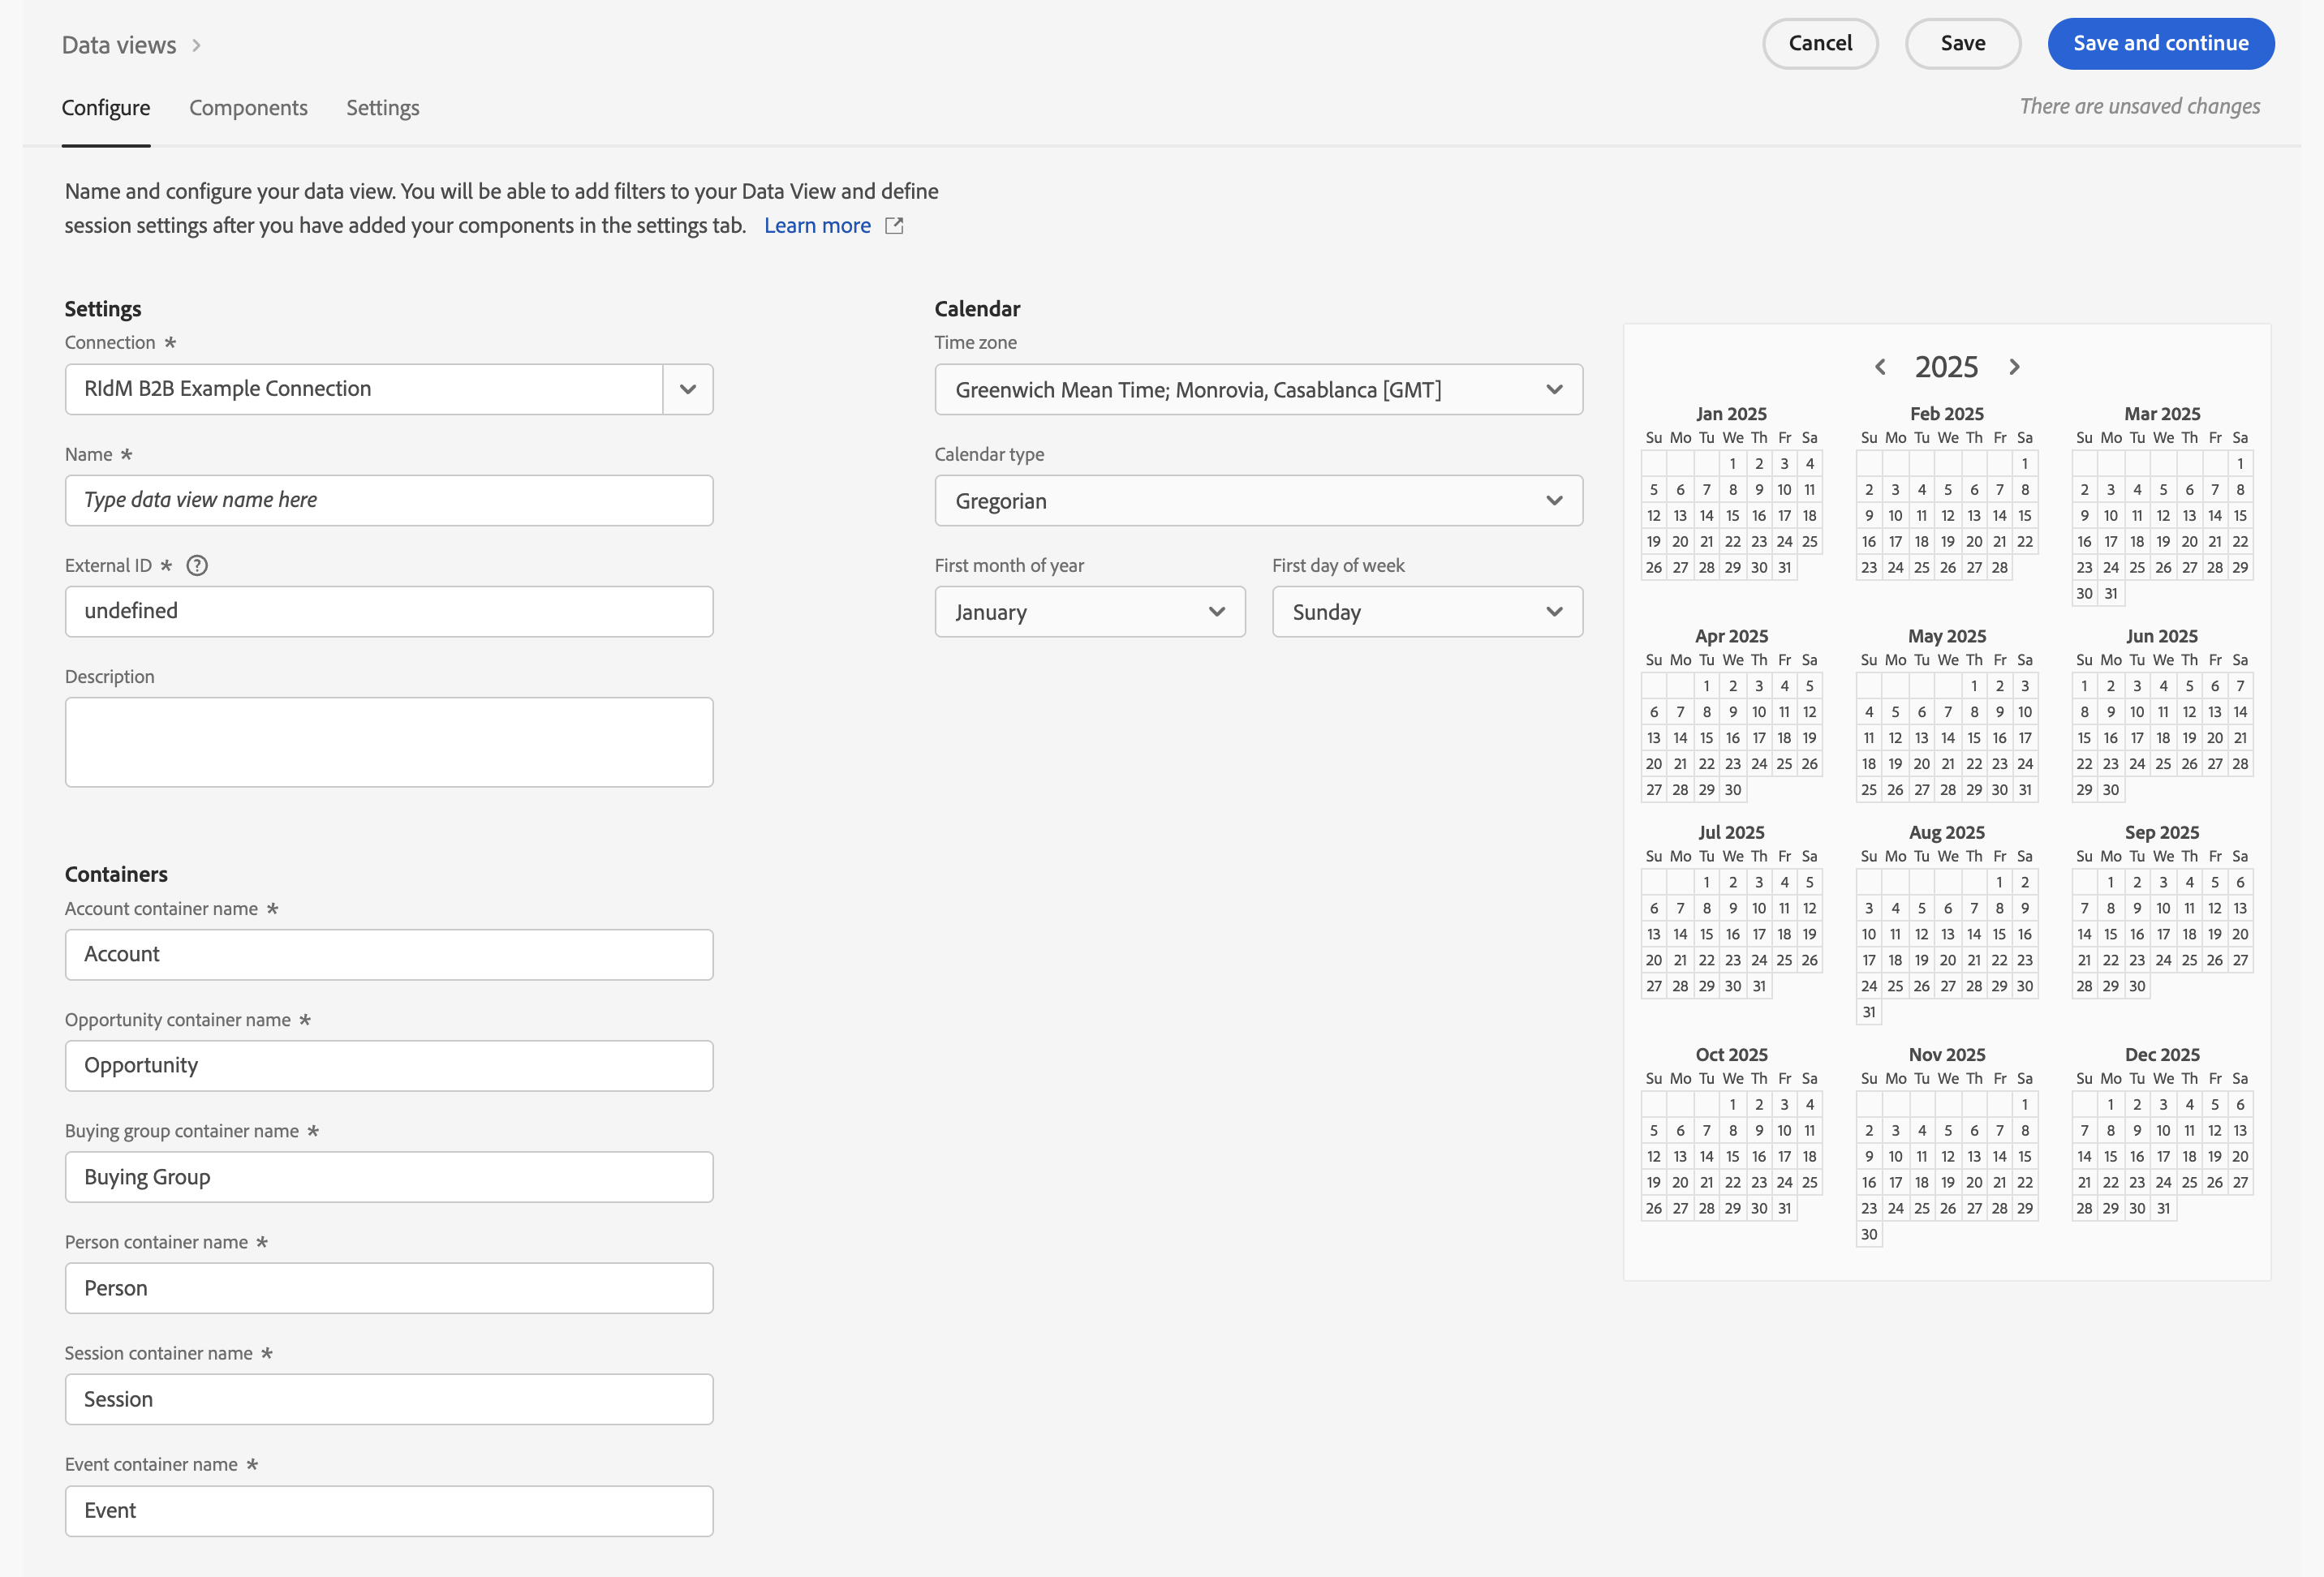 Data views
Cancel
Save
Save and continue
Configure
Components
Settings
There are unsaved changes
Name and configure your data view. You will be able to add filters to your Data View and define
session settings after you have added your components in the settings tab. Learn more
Settings
Connection *
RIdM B2B Example Connection
Name *
Type data view name here
External ID *
undefined
Description
Containers
Account container name *
Account
Opportunity container name *
Opportunity
Buying group container name *
Buying Group
Person container name *
Person
Session container name *
Session
Event container name *
Event
Calendar
Time zone
Greenwich Mean Time; Monrovia, Casablanca [GMT]
Calendar type
Gregorian
First month of year
January
First day of week
Sunday
2025
Jan 2025
Su Mo Tu We Th Fr Sa
1 2 3 4
5 6 7 8 9 10 11
12 13 14 15 16 17 18
19 20 21 22 23 24 25
26 27 28 29 30 31
Feb 2025
Su Mo Tu We Th Fr Sa
1
2 3 4 5 6 7 8
9 10 11 12 13 14 15
16 17 18 19 20 21 22
23 24 25 26 27 28
Mar 2025
Su Mo Tu We Th Fr Sa
1
2 3 4 5 6 7 8
9 10 11 12 13 14 15
16 17 18 19 20 21 22
23 24 25 26 27 28 29
30 31
Apr 2025
Su Mo Tu We Th Fr Sa
1 2 3 4 5
6 7 8 9 10 11 12
13 14 15 16 17 18 19
20 21 22 23 24 25 26
27 28 29 30
May 2025
Su Mo Tu We Th Fr Sa
1 2 3
4 5 6 7 8 9 10
11 12 13 14 15 16 17
18 19 20 21 22 23 24
25 26 27 28 29 30 31
Jun 2025
Su Mo Tu We Th Fr Sa
1 2 3 4 5 6 7
8 9 10 11 12 13 14
15 16 17 18 19 20 21
22 23 24 25 26 27 28
29 30
Jul 2025
Su Mo Tu We Th Fr Sa
1 2 3 4 5
6 7 8 9 10 11 12
13 14 15 16 17 18 19
20 21 22 23 24 25 26
27 28 29 30 31
Aug 2025
Su Mo Tu We Th Fr Sa
1 2
3 4 5 6 7 8 9
10 11 12 13 14 15 16
17 18 19 20 21 22 23
24 25 26 27 28 29 30
31
Sep 2025
Su Mo Tu We Th Fr Sa
1 2 3 4 5 6
7 8 9 10 11 12 13
14 15 16 17 18 19 20
21 22 23 24 25 26 27
28 29 30
Oct 2025
Su Mo Tu We Th Fr Sa
1 2 3 4
5 6 7 8 9 10 11
12 13 14 15 16 17 18
19 20 21 22 23 24 25
26 27 28 29 30 31
Nov 2025
Su Mo Tu We Th Fr Sa
1
2 3 4 5 6 7 8
9 10 11 12 13 14 15
16 17 18 19 20 21 22
23 24 25 26 27 28 29
30
Dec 2025
Su Mo Tu We Th Fr Sa
1 2 3 4 5 6
7 8 9 10 11 12 13
14 15 16 17 18 19 20
21 22 23 24 25 26 27
28 29 30 31